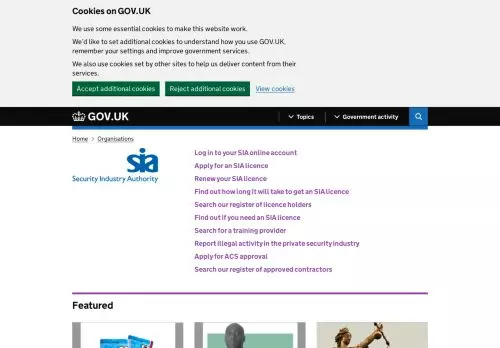 Cookies on GOV.UK
We use some essential cookies to make this website work.
We'd like to set additional cookies to understand how you use GOV.UK,
remember your settings and improve government services.
We also use cookies set by other sites to help us deliver content from their
services.
Accept additional cookies Reject additional cookies View cookies
GOV.UK Topics Government activity
Home Organisations
sia
Security Industry Authority
Log in to your SIA online account
Apply for an SIA licence
Renew your SIA licence
Find out how long it will take to get an SIA licence
Search our register of licence holders
Find out if you need an SIA licence
Search for a training provider
Report illegal activity in the private security industry
Apply for ACS approval
Search our register of approved contractors
Featured